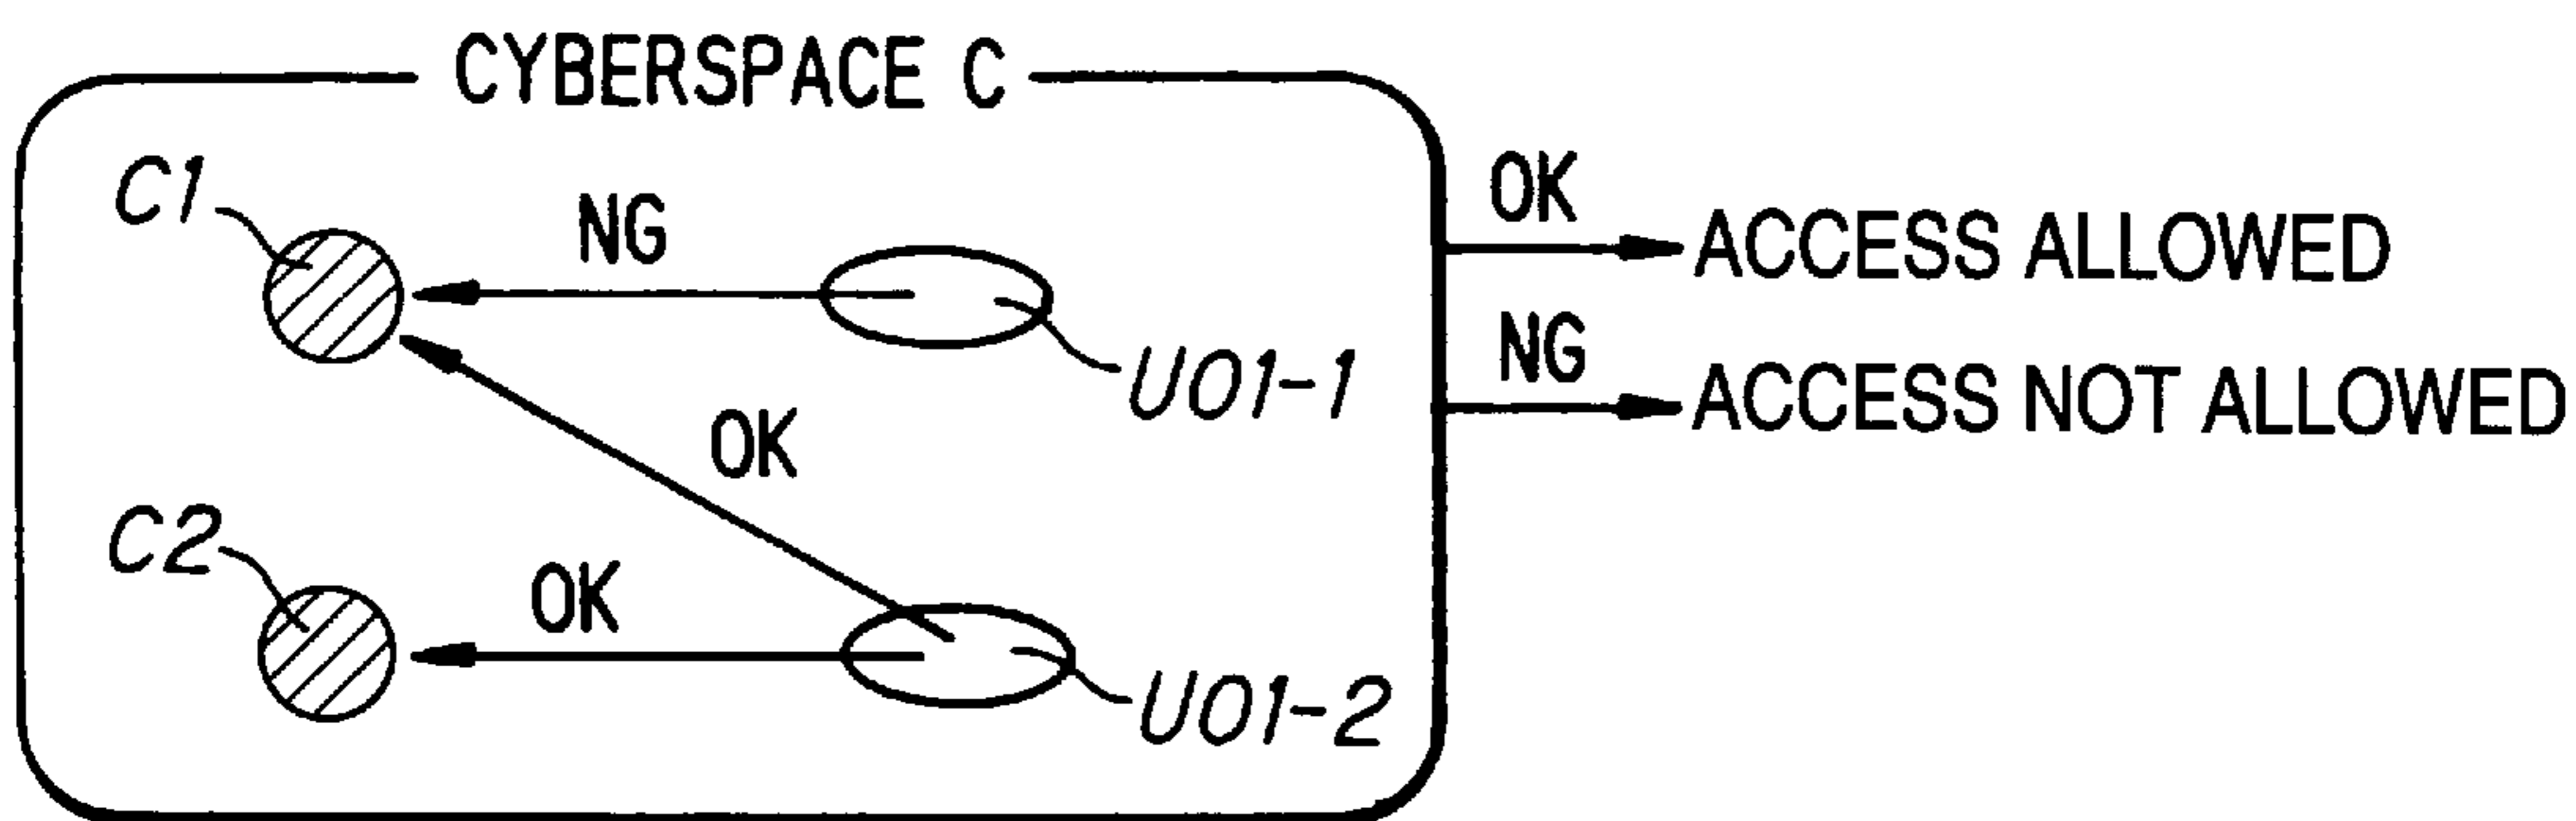 CYBERSPACE C
C1
NG
U01-1
OK
C2
OK
U01-2
OK
ACCESS ALLOWED
NG
ACCESS NOT ALLOWED